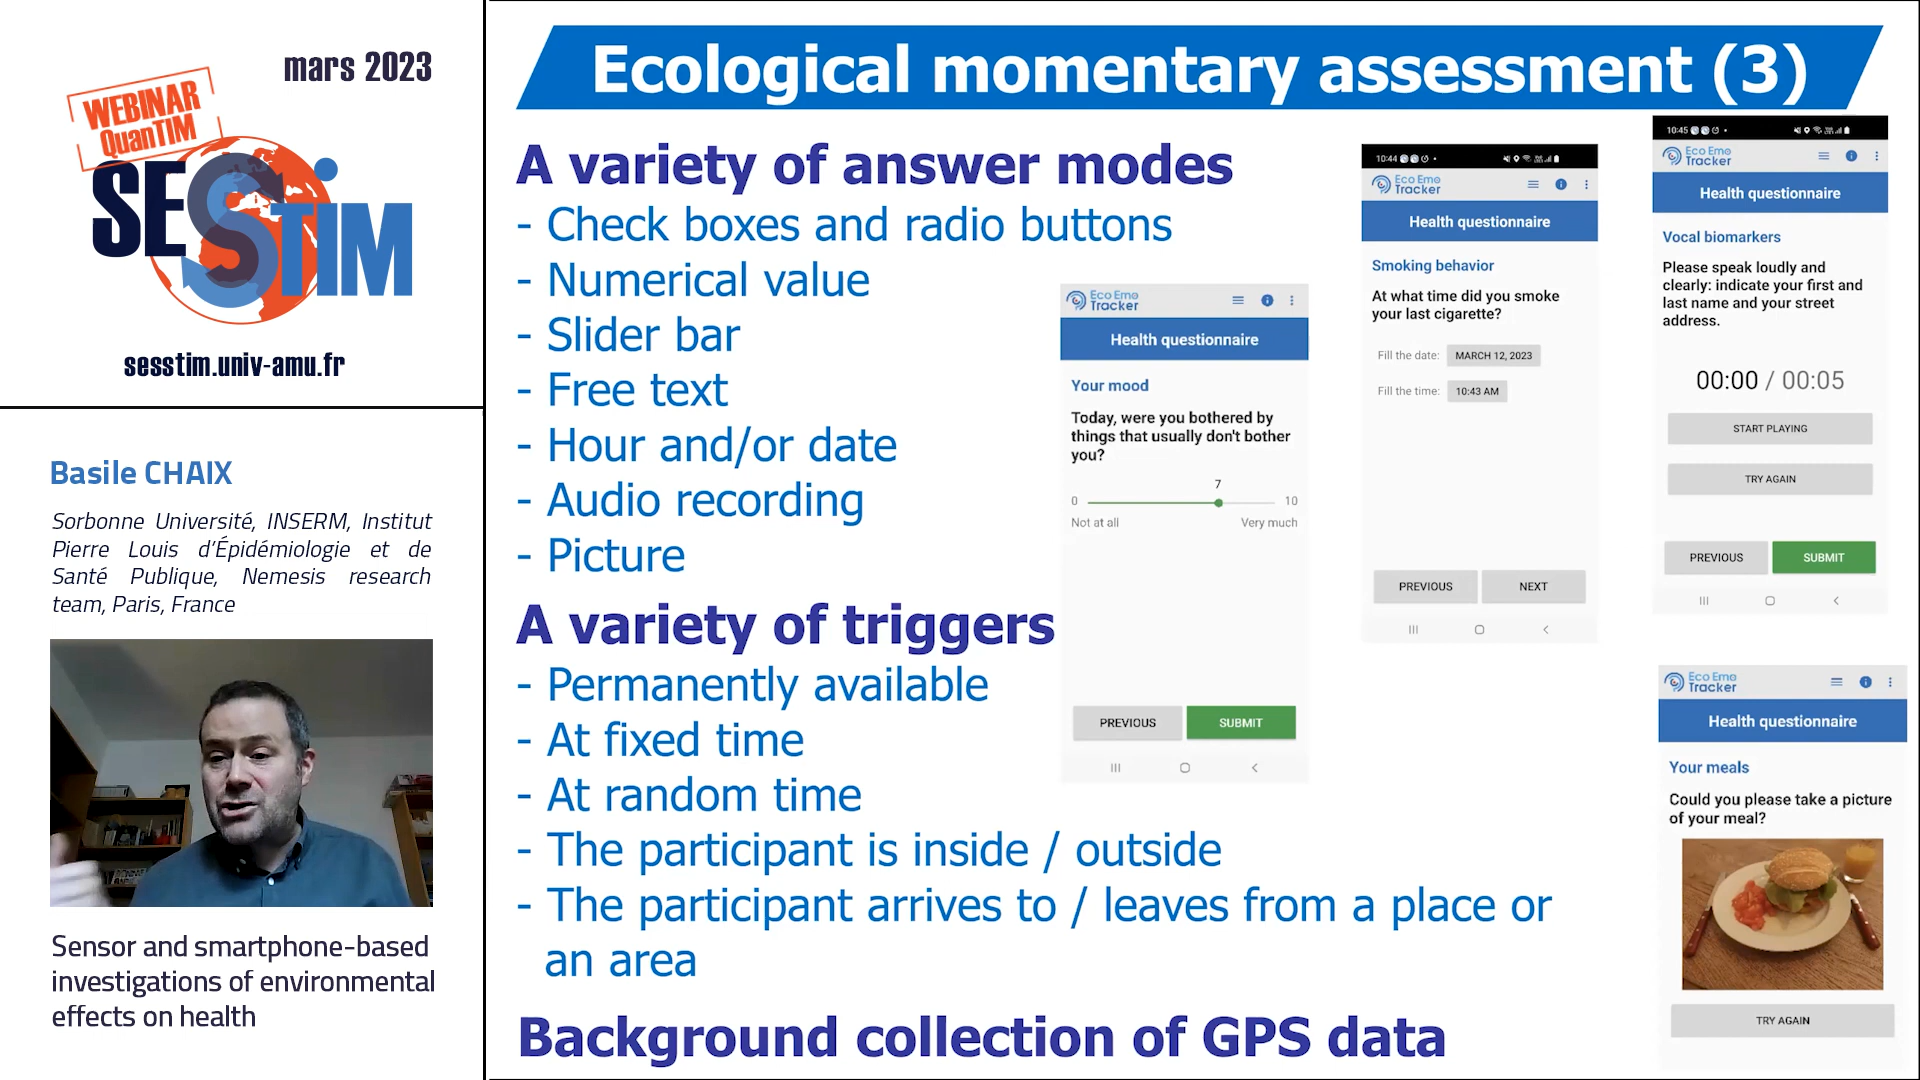 mars 2023
WEBINAR
QuanTIM
SESSTIM
sesstim.univ-amu.fr
Basile CHAIX
Sorbonne Université, INSERM, Institut
Pierre Louis d'Épidémiologie et de
Santé Publique, Nemesis research
team, Paris, France
Sensor and smartphone-based
investigations of environmental
effects on health
Ecological momentary assessment (3)
A variety of answer modes
- Check boxes and radio buttons
- Numerical value
- Slider bar
- Free text
- Hour and/or date
- Audio recording
- Picture
A variety of triggers
- Permanently available
- At fixed time
- At random time
- The participant is inside / outside
- The participant arrives to / leaves from a place or
an area
Background collection of GPS data
Eco Emo
Tracker
Health questionnaire
Your mood
Today, were you bothered by
things that usually don't bother
you?
7
0 10
Not at all Very much
PREVIOUS SUBMIT
10:44
Eco Emo
Tracker
Health questionnaire
Smoking behavior
At what time did you smoke
your last cigarette?
Fill the date: MARCH 12, 2023
Fill the time: 10:43 AM
PREVIOUS NEXT
10:45
Eco Emo
Tracker
Health questionnaire
Vocal biomarkers
Please speak loudly and
clearly: indicate your first and
last name and your street
address.
00:00 / 00:05
START PLAYING
TRY AGAIN
PREVIOUS SUBMIT
Eco Emo
Tracker
Health questionnaire
Your meals
Could you please take a picture
of your meal?
TRY AGAIN